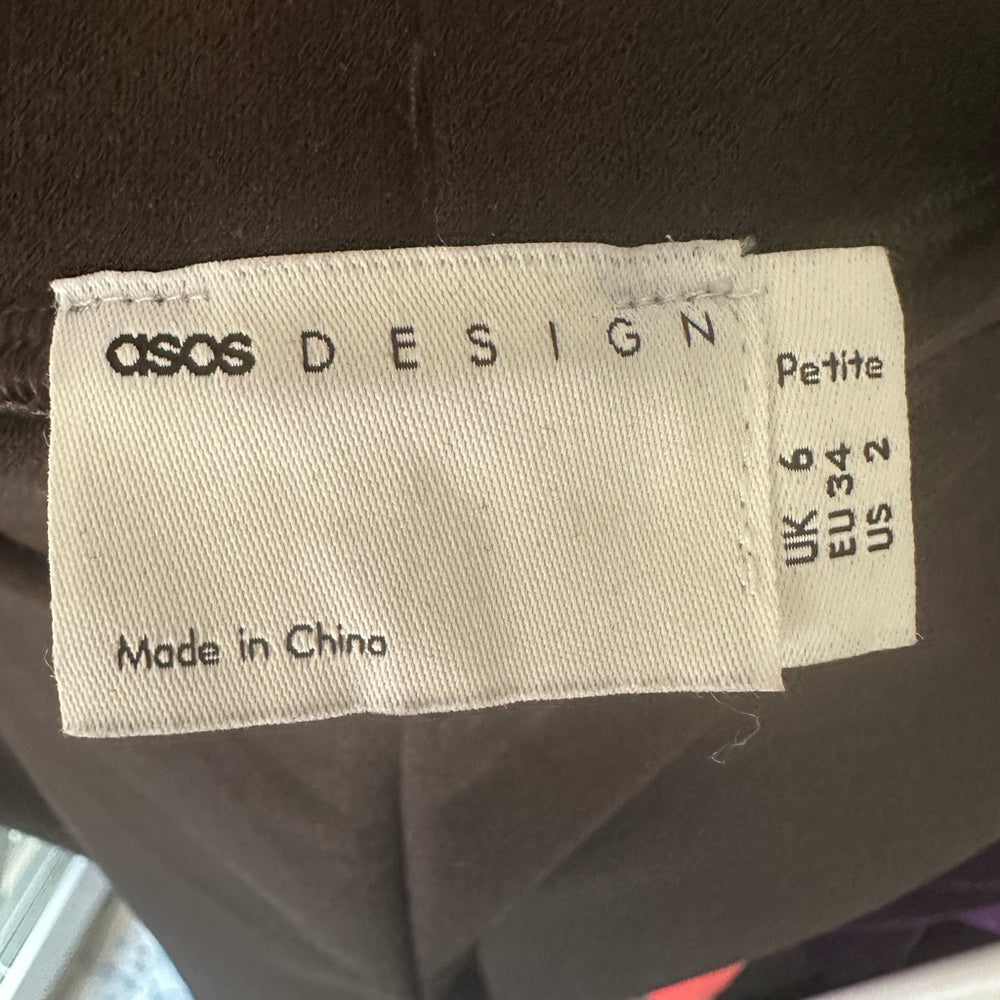 asos DESIGN
Made in China
Petite
UK 6
EU 34
US 2